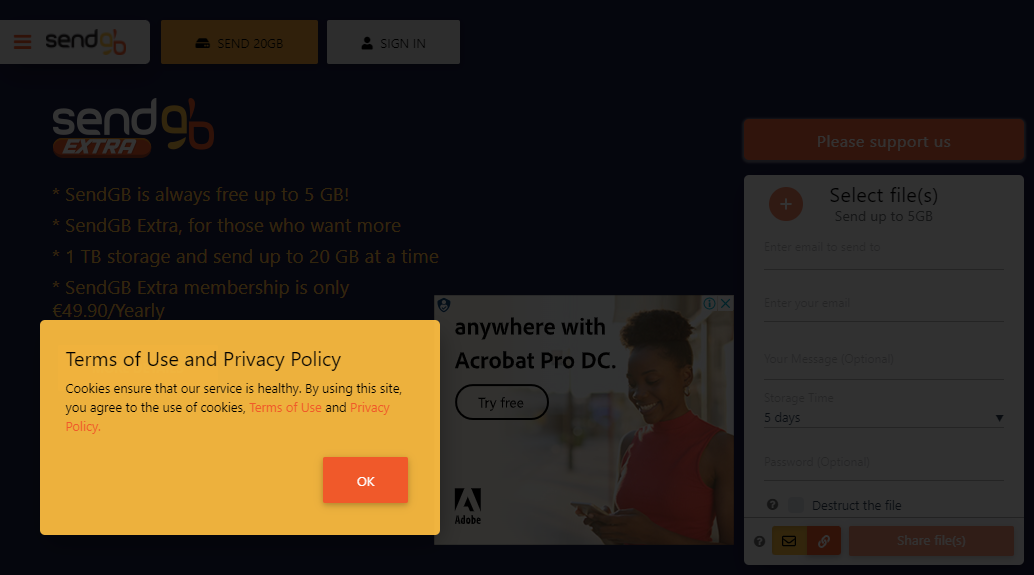 sendgb
SEND 20GB
SIGN IN
sendgb
EXTRA
* SendGB is always free up to 5 GB!
* SendGB Extra, for those who want more
* 1 TB storage and send up to 20 GB at a time
* SendGB Extra membership is only
€49.90/Yearly
Terms of Use and Privacy Policy
Cookies ensure that our service is healthy. By using this site,
you agree to the use of cookies, Terms of Use and Privacy
Policy.
OK
anywhere with
Acrobat Pro DC.
Try free
Adobe
Please support us
Select file(s)
Send up to 5GB
Enter email to send to
Enter your email
Your Message (Optional)
Storage Time
5 days
Password (Optional)
Destruct the file
Share file(s)